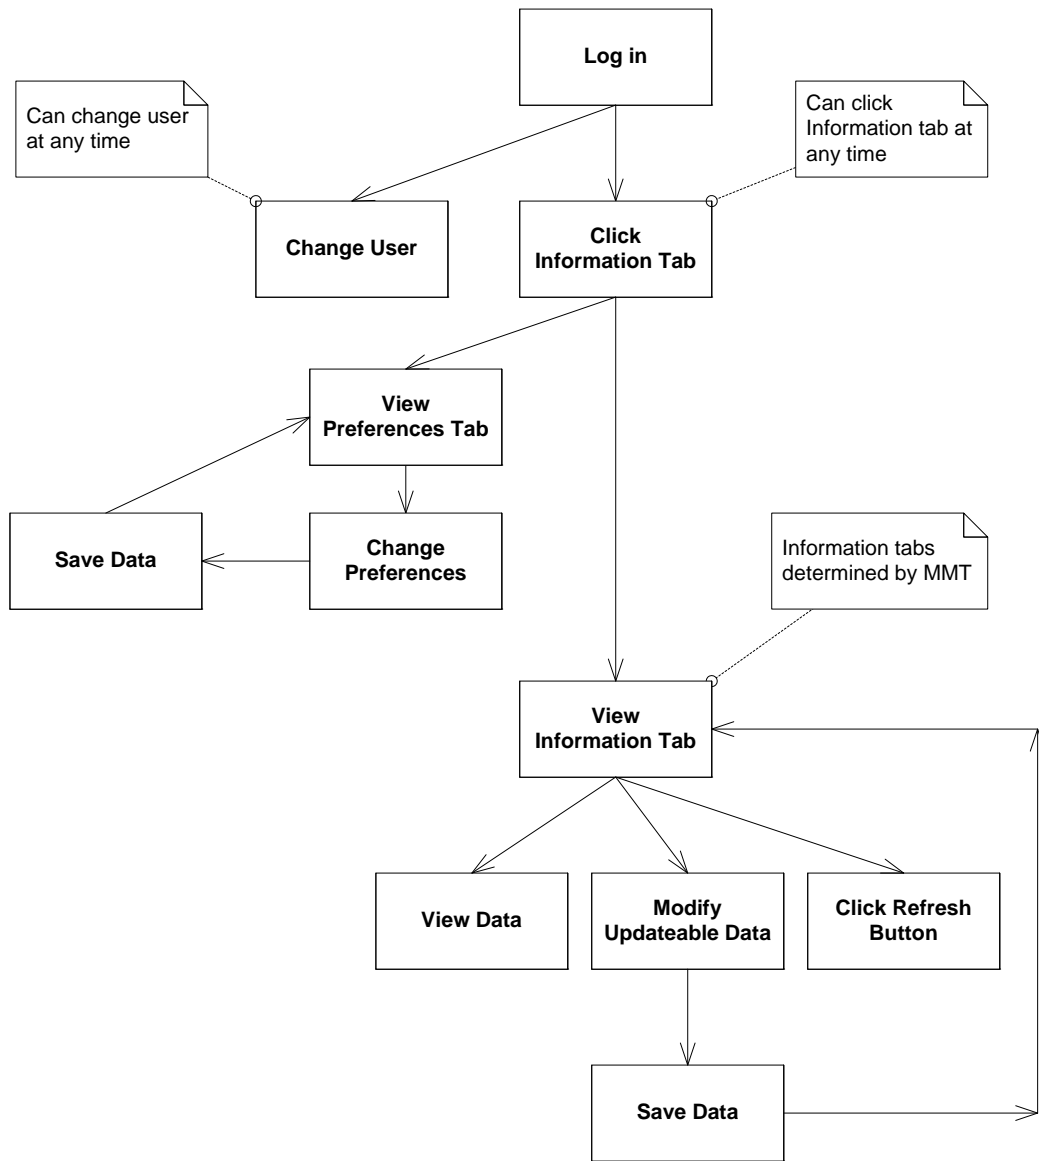 Log in
Can change user
at any time
Can click
Information tab at
any time
Change User
Click
Information Tab
View
Preferences Tab
Save Data
Change
Preferences
Information tabs
determined by MMT
View
Information Tab
View Data
Modify
Updateable Data
Click Refresh
Button
Save Data